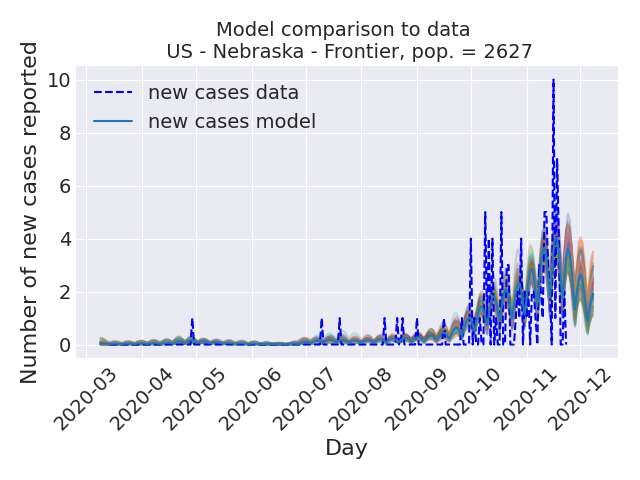 Model comparison to data
US - Nebraska - Frontier, pop. = 2627
Number of new cases reported
10
8
6
4
2
0
new cases data
new cases model
2020-03
2020-04
2020-05
2020-06
2020-07
2020-08
2020-09
2020-10
2020-11
2020-12
Day